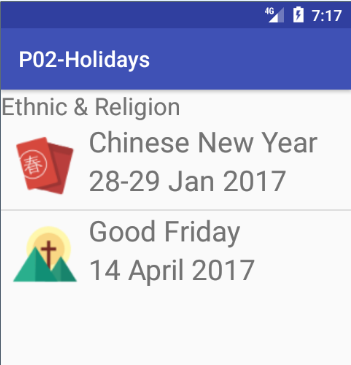 4G 7:17
P02-Holidays
Ethnic & Religion
春
Chinese New Year
28-29 Jan 2017
Good Friday
14 April 2017